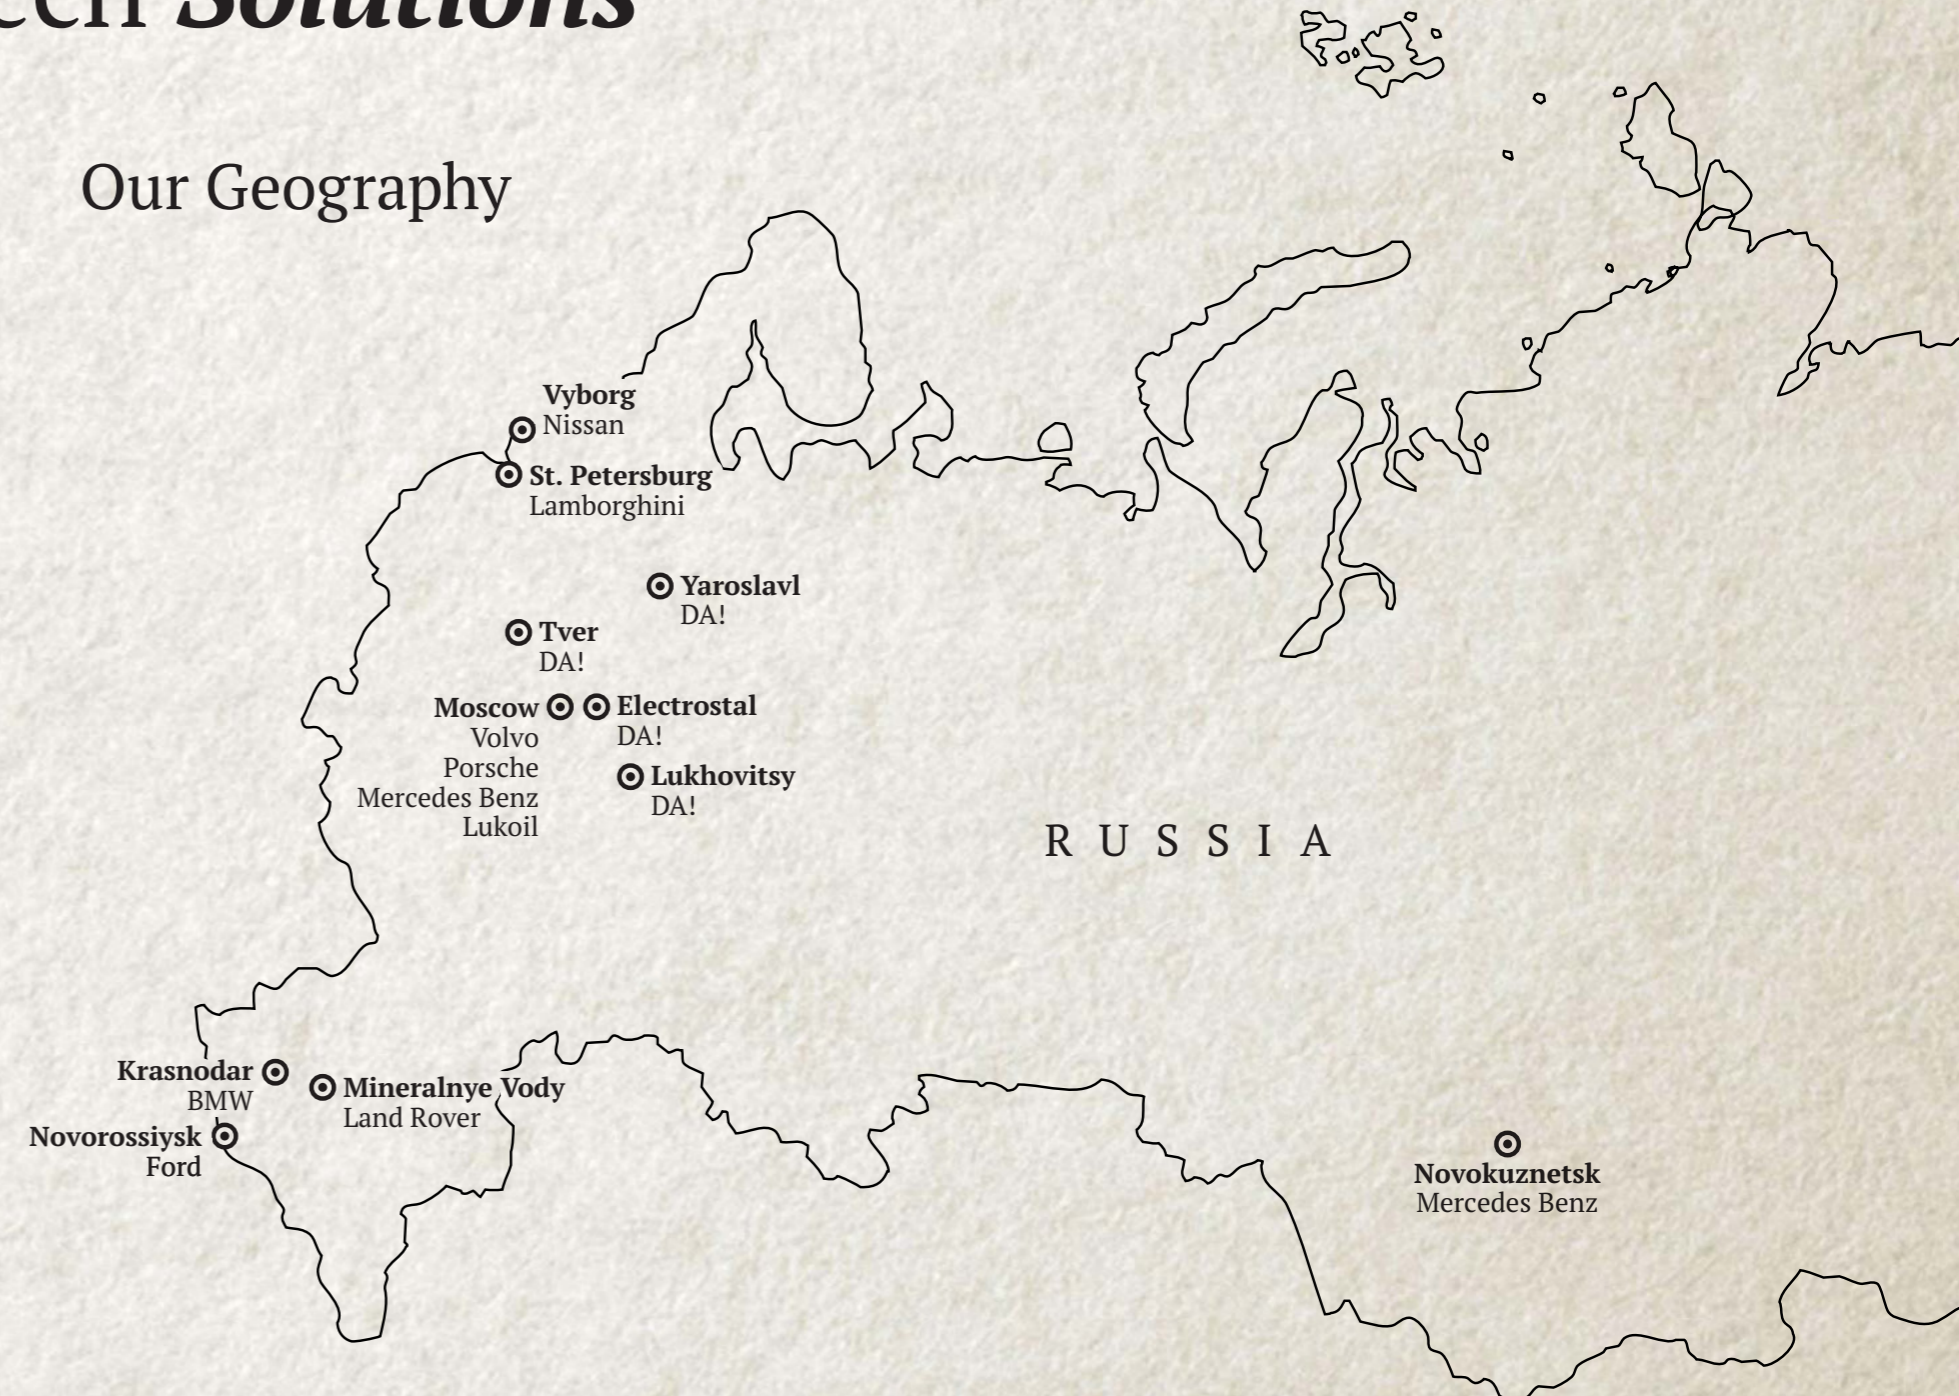 Solutions
Our Geography
Vyborg
Nissan
St. Petersburg
Lamborghini
Yaroslavl
DA!
Tver
DA!
Moscow
Volvo
Porsche
Mercedes Benz
Lukoil
Electrostal
DA!
Lukhovitsy
DA!
RUSSIA
Krasnodar
BMW
Mineralnye Vody
Land Rover
Novorossiysk
Ford
Novokuznetsk
Mercedes Benz